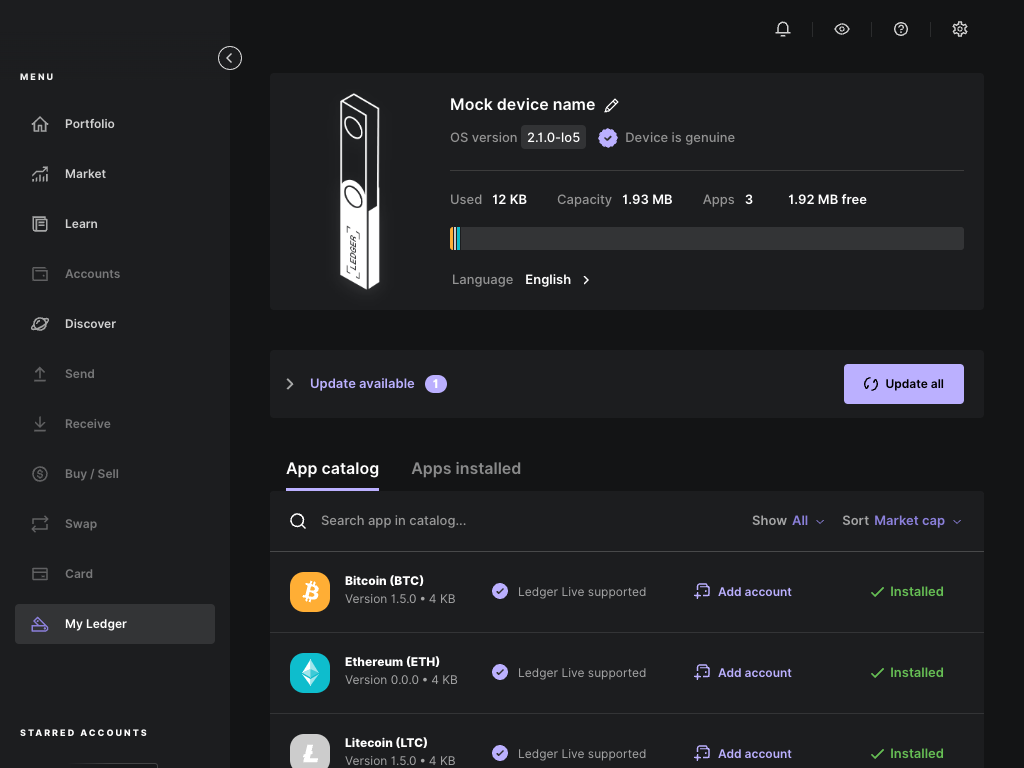 MENU
Portfolio
Market
Learn
Accounts
Discover
Send
Receive
Buy / Sell
Swap
Card
My Ledger
STARRED ACCOUNTS
LEDGER
Mock device name
OS version 2.1.0-lo5 Device is genuine
Used 12 KB Capacity 1.93 MB Apps 3 1.92 MB free
Language English
Update available 1 Update all
App catalog Apps installed
Search app in catalog... Show All Sort Market cap
Bitcoin (BTC)
Version 1.5.0 • 4 KB Ledger Live supported Add account Installed
Ethereum (ETH)
Version 0.0.0 • 4 KB Ledger Live supported Add account Installed
Litecoin (LTC)
Version 1.5.0 • 4 KB Ledger Live supported Add account Installed